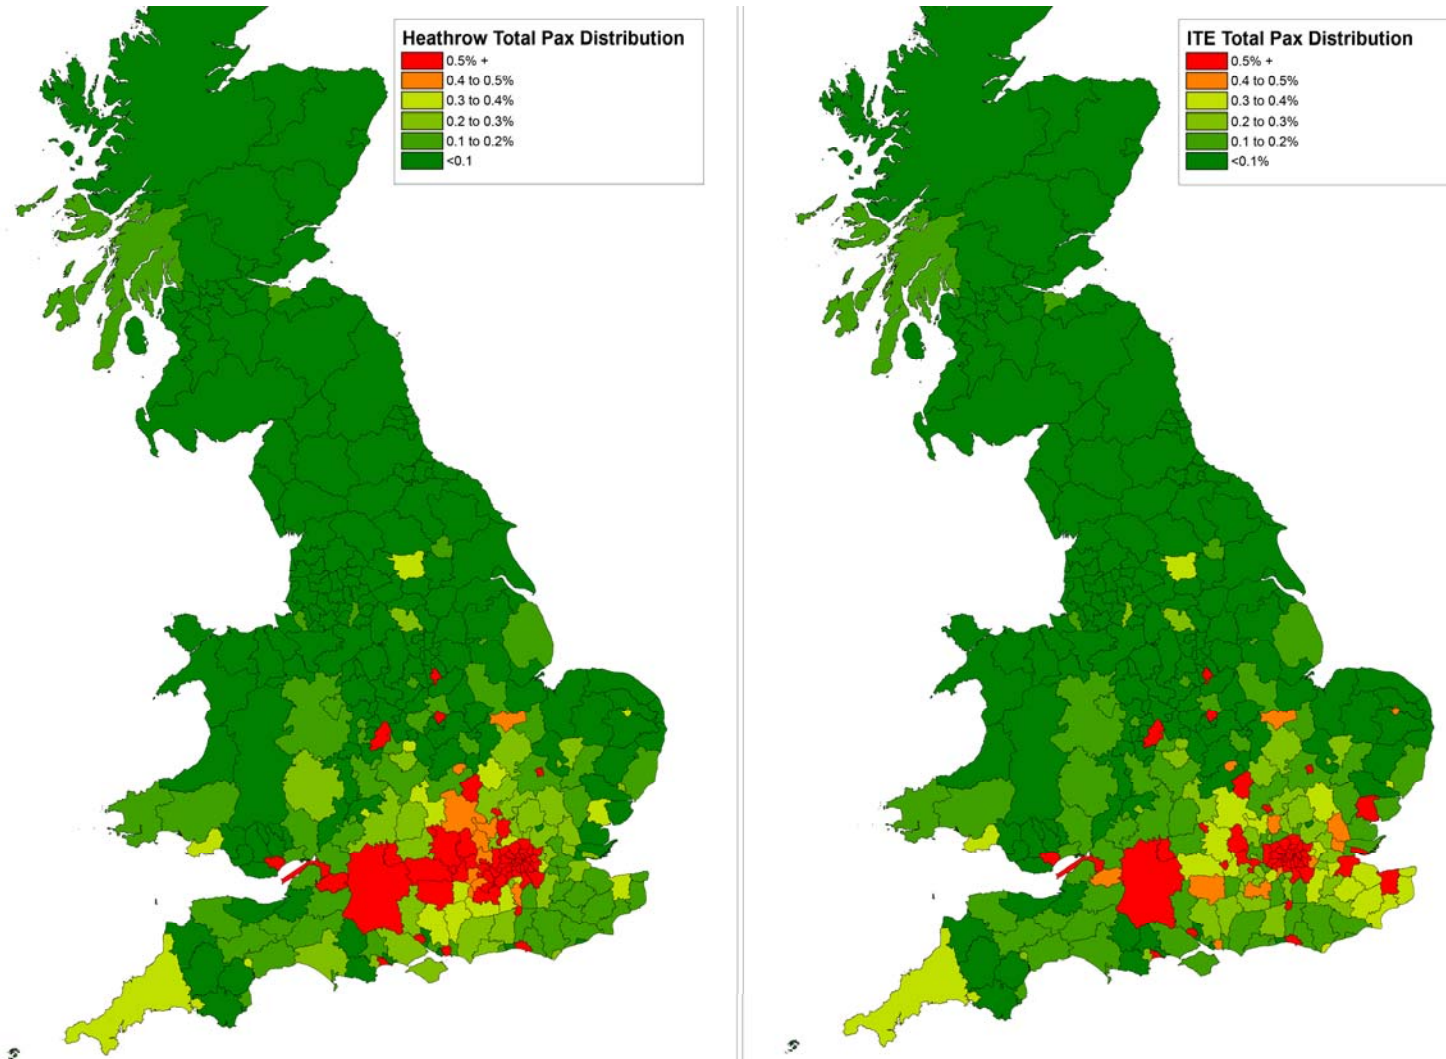 Heathrow Total Pax Distribution
0.5% +
0.4 to 0.5%
0.3 to 0.4%
0.2 to 0.3%
0.1 to 0.2%
<0.1
ITE Total Pax Distribution
0.5% +
0.4 to 0.5%
0.3 to 0.4%
0.2 to 0.3%
0.1 to 0.2%
<0.1%